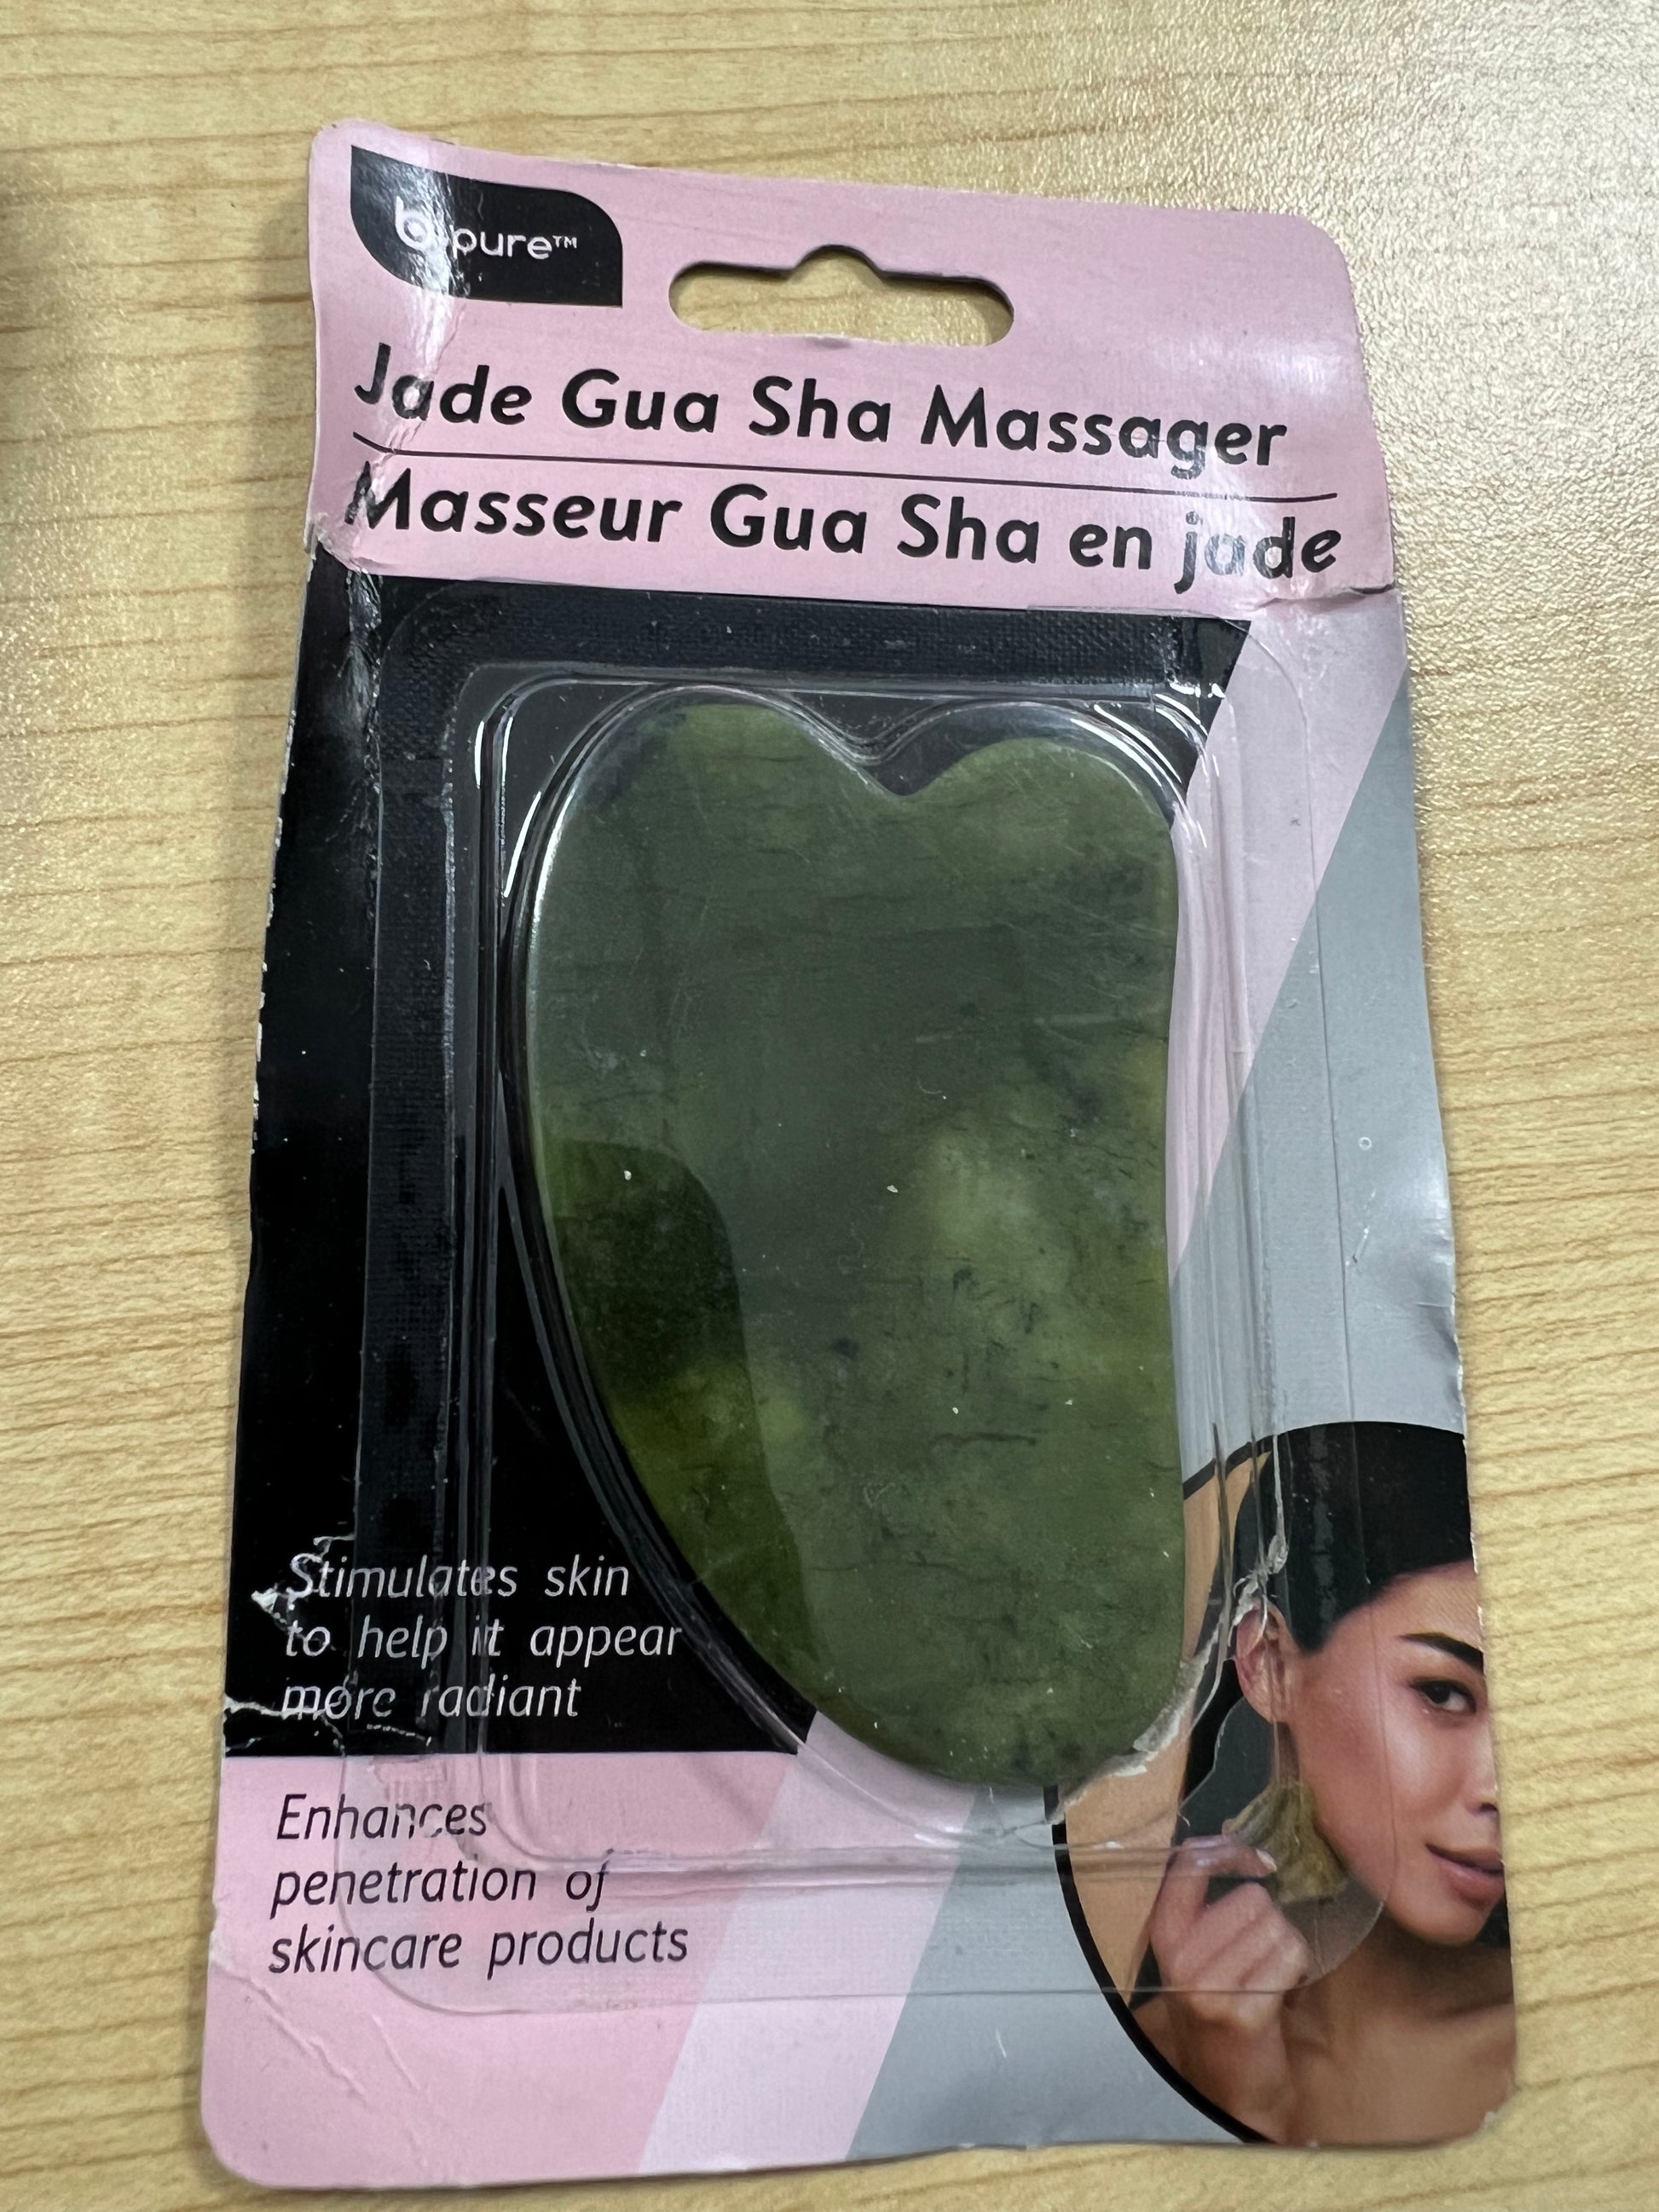 b pure™
Jade Gua Sha Massager
Masseur Gua Sha en jade
Stimulates skin
to help it appear
more radiant
Enhances
penetration of
skincare products